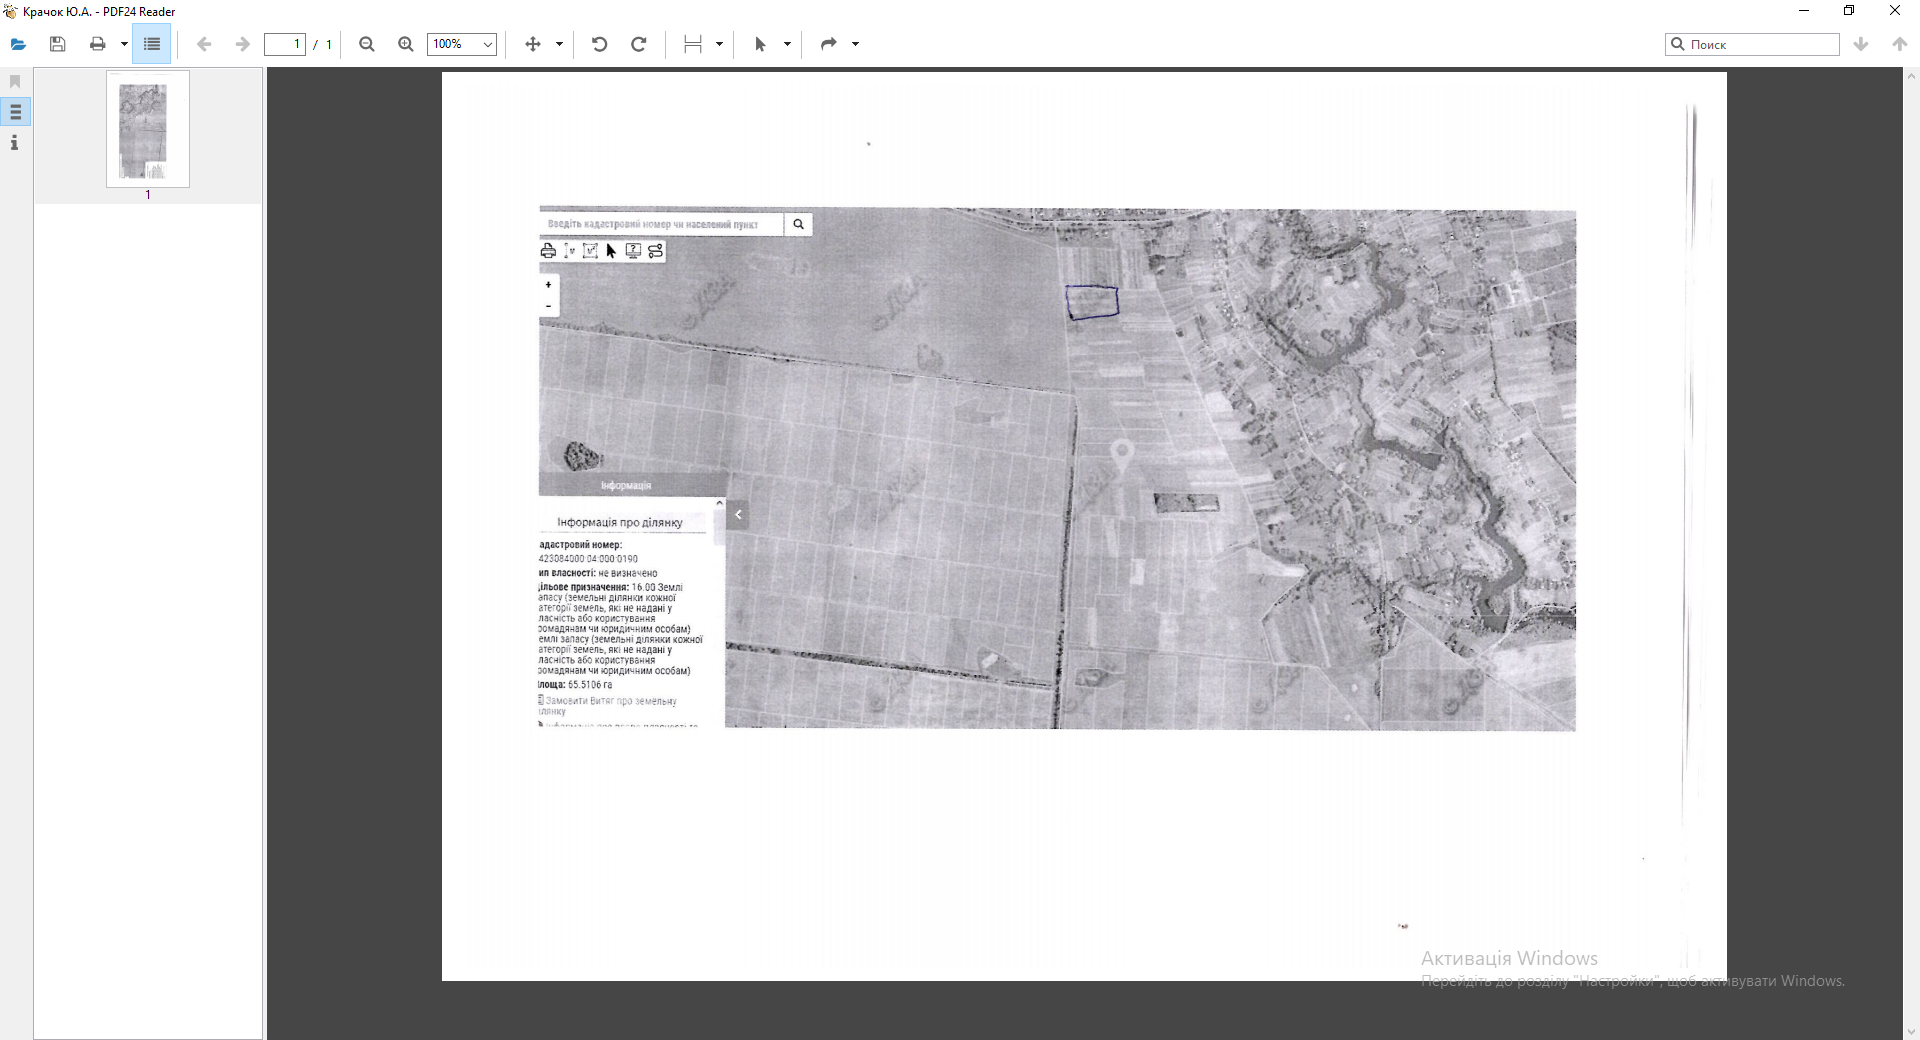 Крачок Ю.А. - PDF24 Reader
1 / 1
100%
Поиск
1
Введіть кадастровий номер чи населений пункт
+
-
Інформація
Інформація про ділянку
адастровий номер:
423084000:04:000:0190
ип власності: не визначено
ільове призначення: 16.00 Землі
апасу (земельні ділянки кожної
атегорії земель, які не надані у
ласність або користування
ромадянам чи юридичним особам)
емлі запасу (земельні ділянки кожної
атегорії земель, які не надані у
ласність або користування
ромадянам чи юридичним особам)
лоща: 65.5106 га
Замовити Витяг про земельну
ілянку
Активація Windows
Перейдіть до розділу "Настройки", щоб активувати Windows.